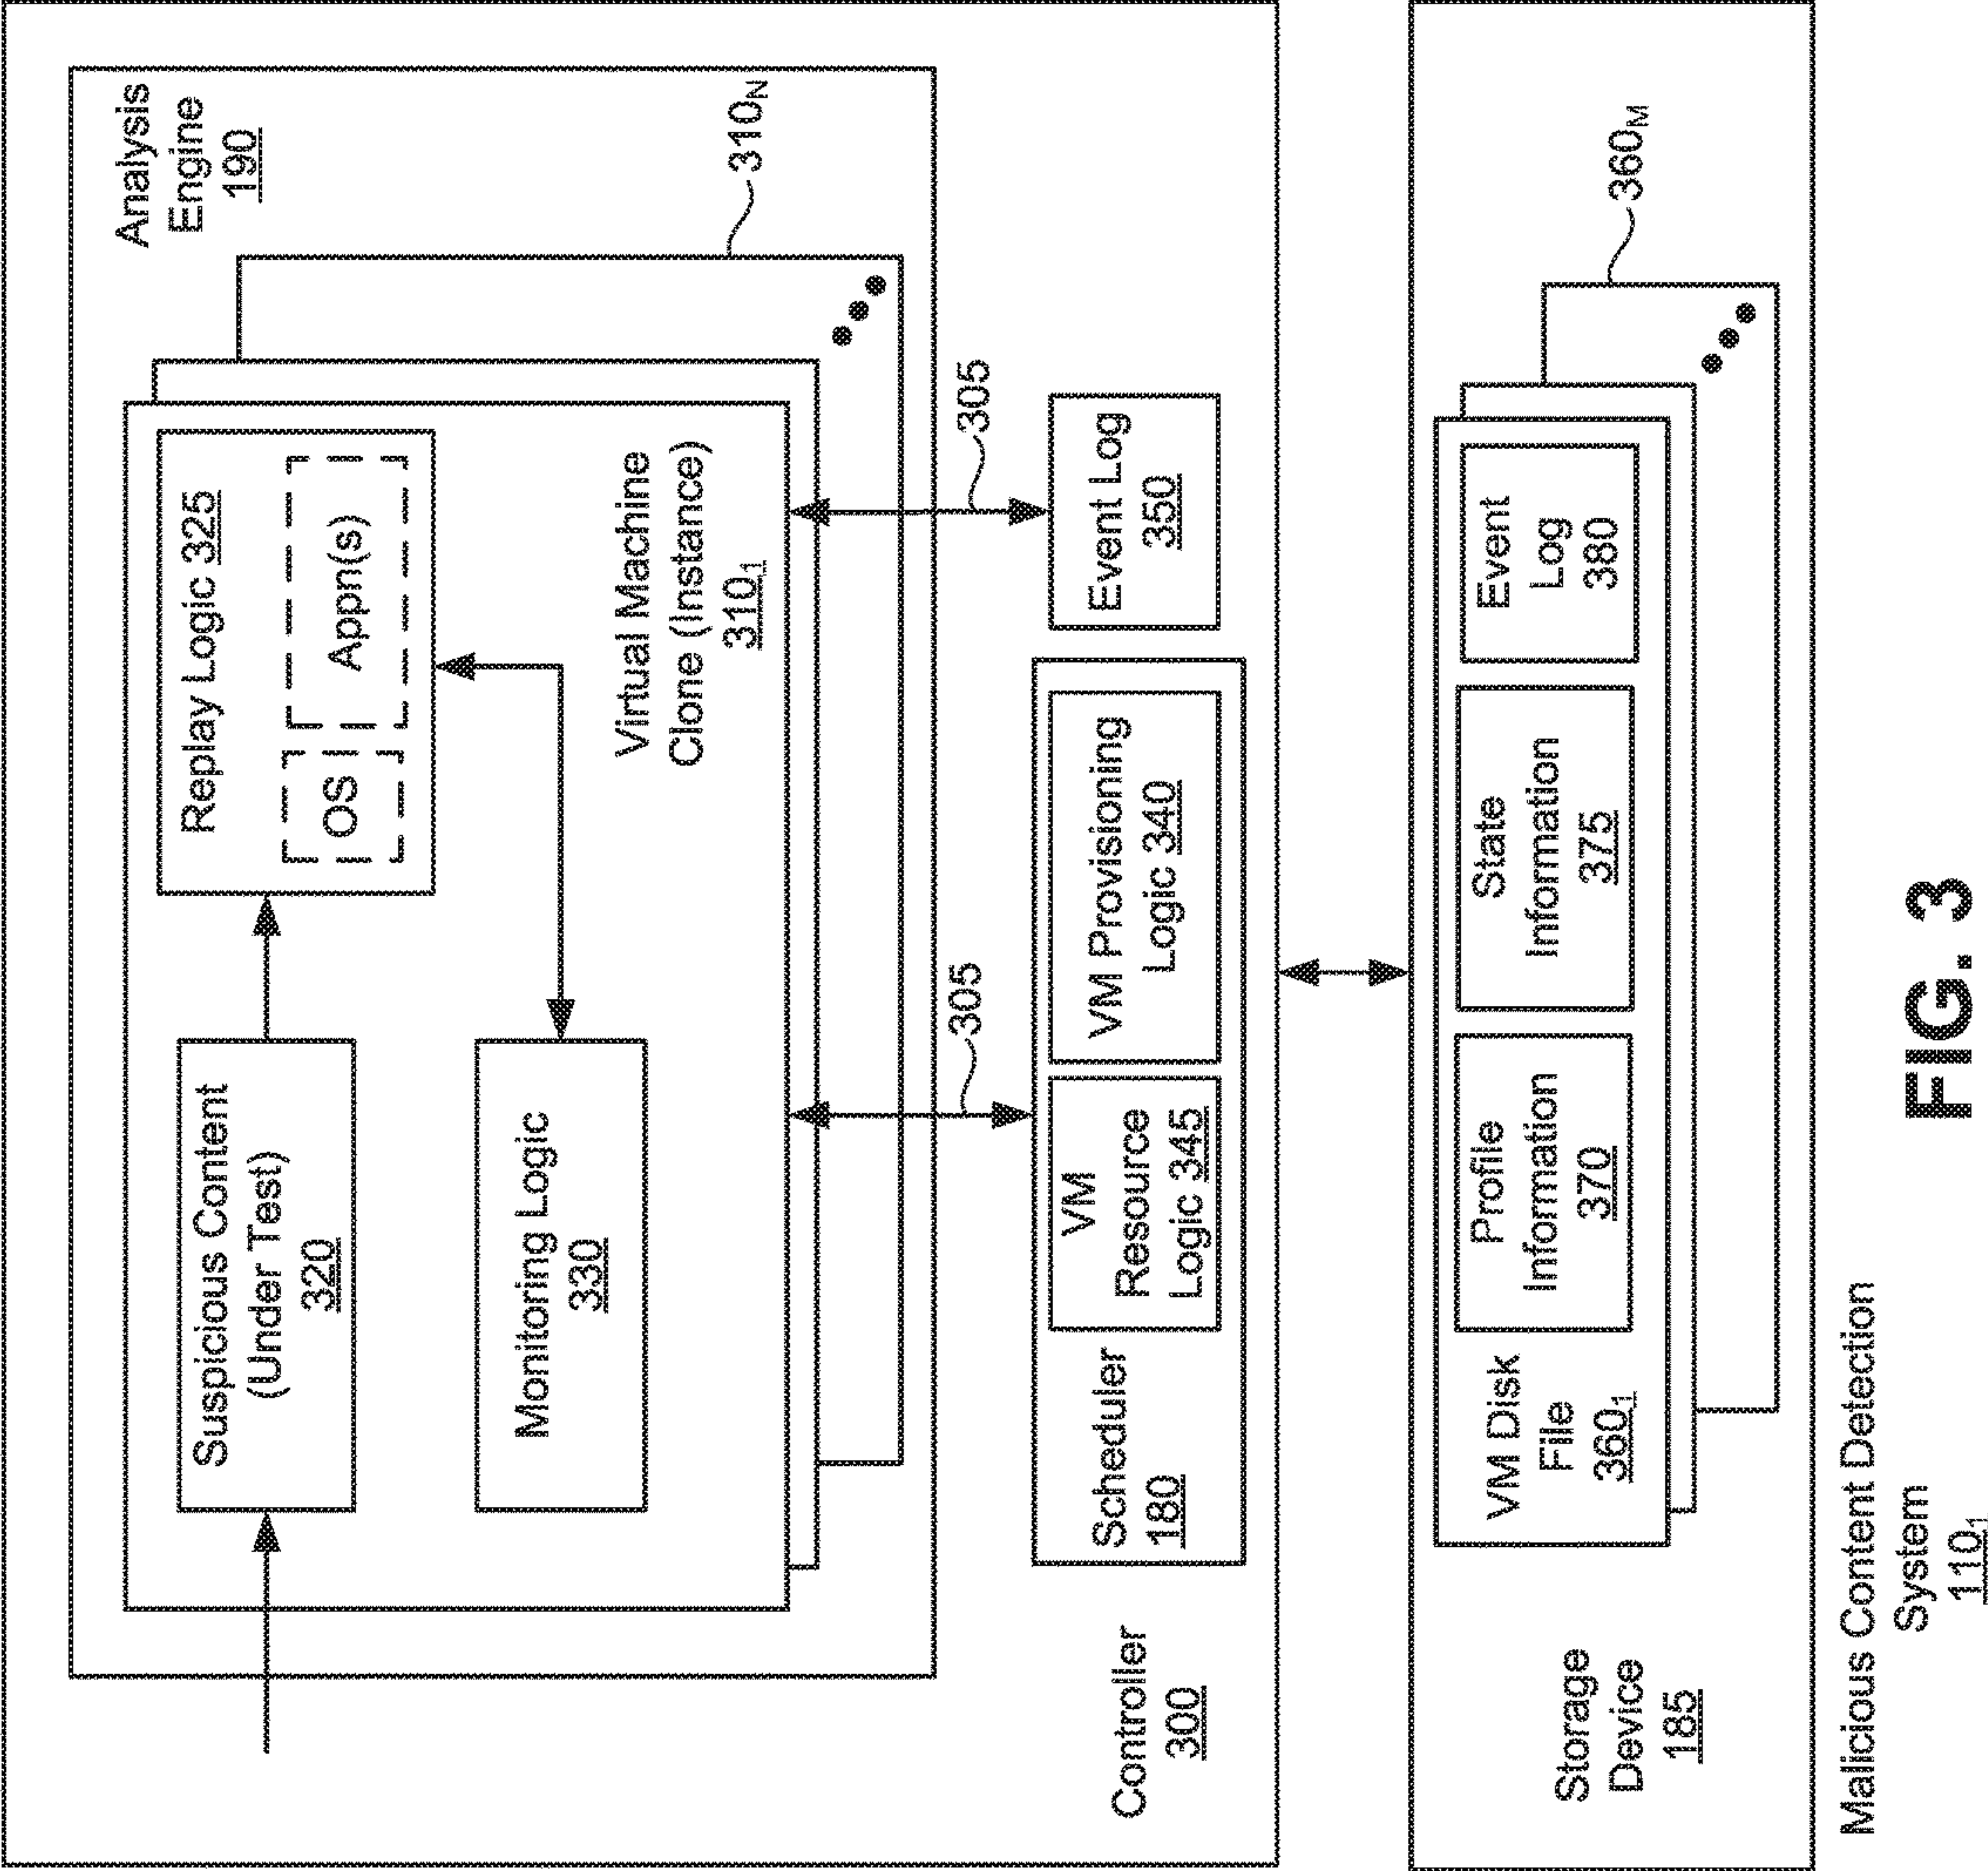 Analysis
Engine
190
310N
Suspicious Content
(Under Test)
320
Replay Logic 325
OS
Appn(s)
Monitoring Logic
330
Virtual Machine
Clone (Instance)
3101
305
305
Controller
300
Scheduler
180
VM
Resource
Logic 345
VM Provisioning
Logic 340
Event Log
350
Storage
Device
185
VM Disk
File
3601
Profile
Information
370
State
Information
375
Event
Log
380
360M
Malicious Content Detection
System
1101
FIG. 3